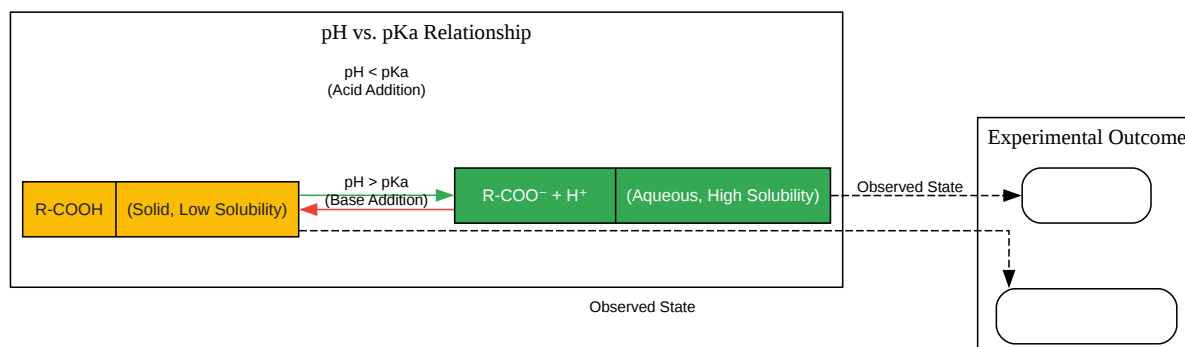 pH vs. pKa Relationship
pH < pKa
(Acid Addition)
Experimental Outcome
pH > pKa
(Base Addition)
R-COOH
(Solid, Low Solubility)
R-COO⁻ + H⁺
(Aqueous, High Solubility)
Observed State
Observed State